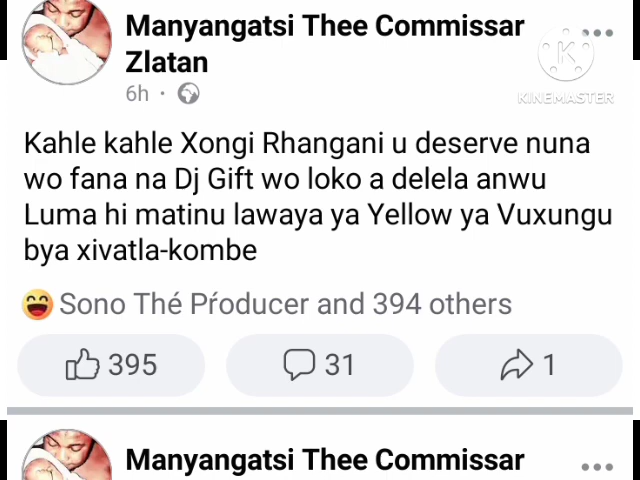 Manyangatsi Thee Commissar
Zlatan
6h ·
KINEMASTER
Kahle kahle Xongi Rhangani u deserve nuna
wo fana na Dj Gift wo loko a delela anwu
Luma hi matinu lawaya ya Yellow ya Vuxungu
bya xivatla-kombe
Sono Thé Pŕoducer and 394 others
395
31
1
Manyangatsi Thee Commissar